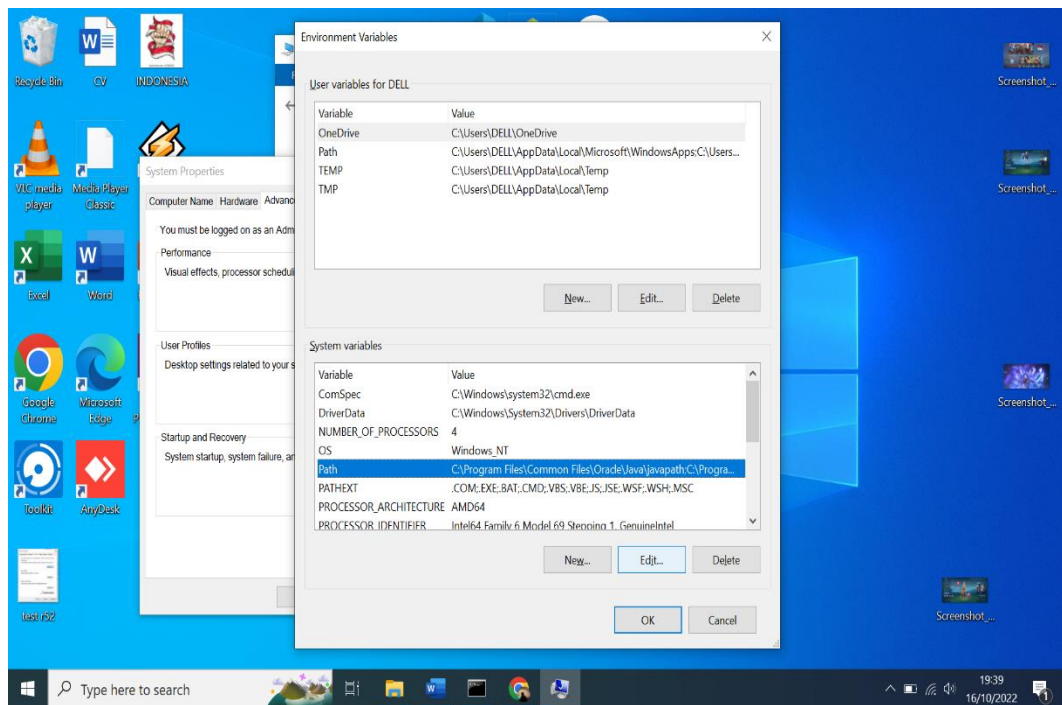 Recycle Bin
CV
INDONESIA
VLC media player
Media Player Classic
Excel
Word
Google Chrome
Microsoft Edge
Toolkit
AnyDesk
test r52
System Properties
Computer Name Hardware Advanc
You must be logged on as an Adm
Performance
Visual effects, processor scheduli
User Profiles
Desktop settings related to your s
Startup and Recovery
System startup, system failure, an
Environment Variables
User variables for DELL
Variable Value
OneDrive C:\Users\DELL\OneDrive
Path C:\Users\DELL\AppData\Local\Microsoft\WindowsApps;C:\Users...
TEMP C:\Users\DELL\AppData\Local\Temp
TMP C:\Users\DELL\AppData\Local\Temp
New... Edit... Delete
System variables
Variable Value
ComSpec C:\Windows\system32\cmd.exe
DriverData C:\Windows\System32\Drivers\DriverData
NUMBER_OF_PROCESSORS 4
OS Windows_NT
Path C:\Program Files\Common Files\Oracle\Java\javapath;C:\Progra...
PATHEXT .COM;.EXE;.BAT;.CMD;.VBS;.VBE;.JS;.JSE;.WSF;.WSH;.MSC
PROCESSOR_ARCHITECTURE AMD64
PROCESSOR_IDENTIFIER Intel64 Family 6 Model 69 Stepping 1, GenuineIntel
New... Edit... Delete
OK Cancel
Screenshot_...
Screenshot_...
Screenshot_...
Screenshot_...
Type here to search
19:39
16/10/2022
1